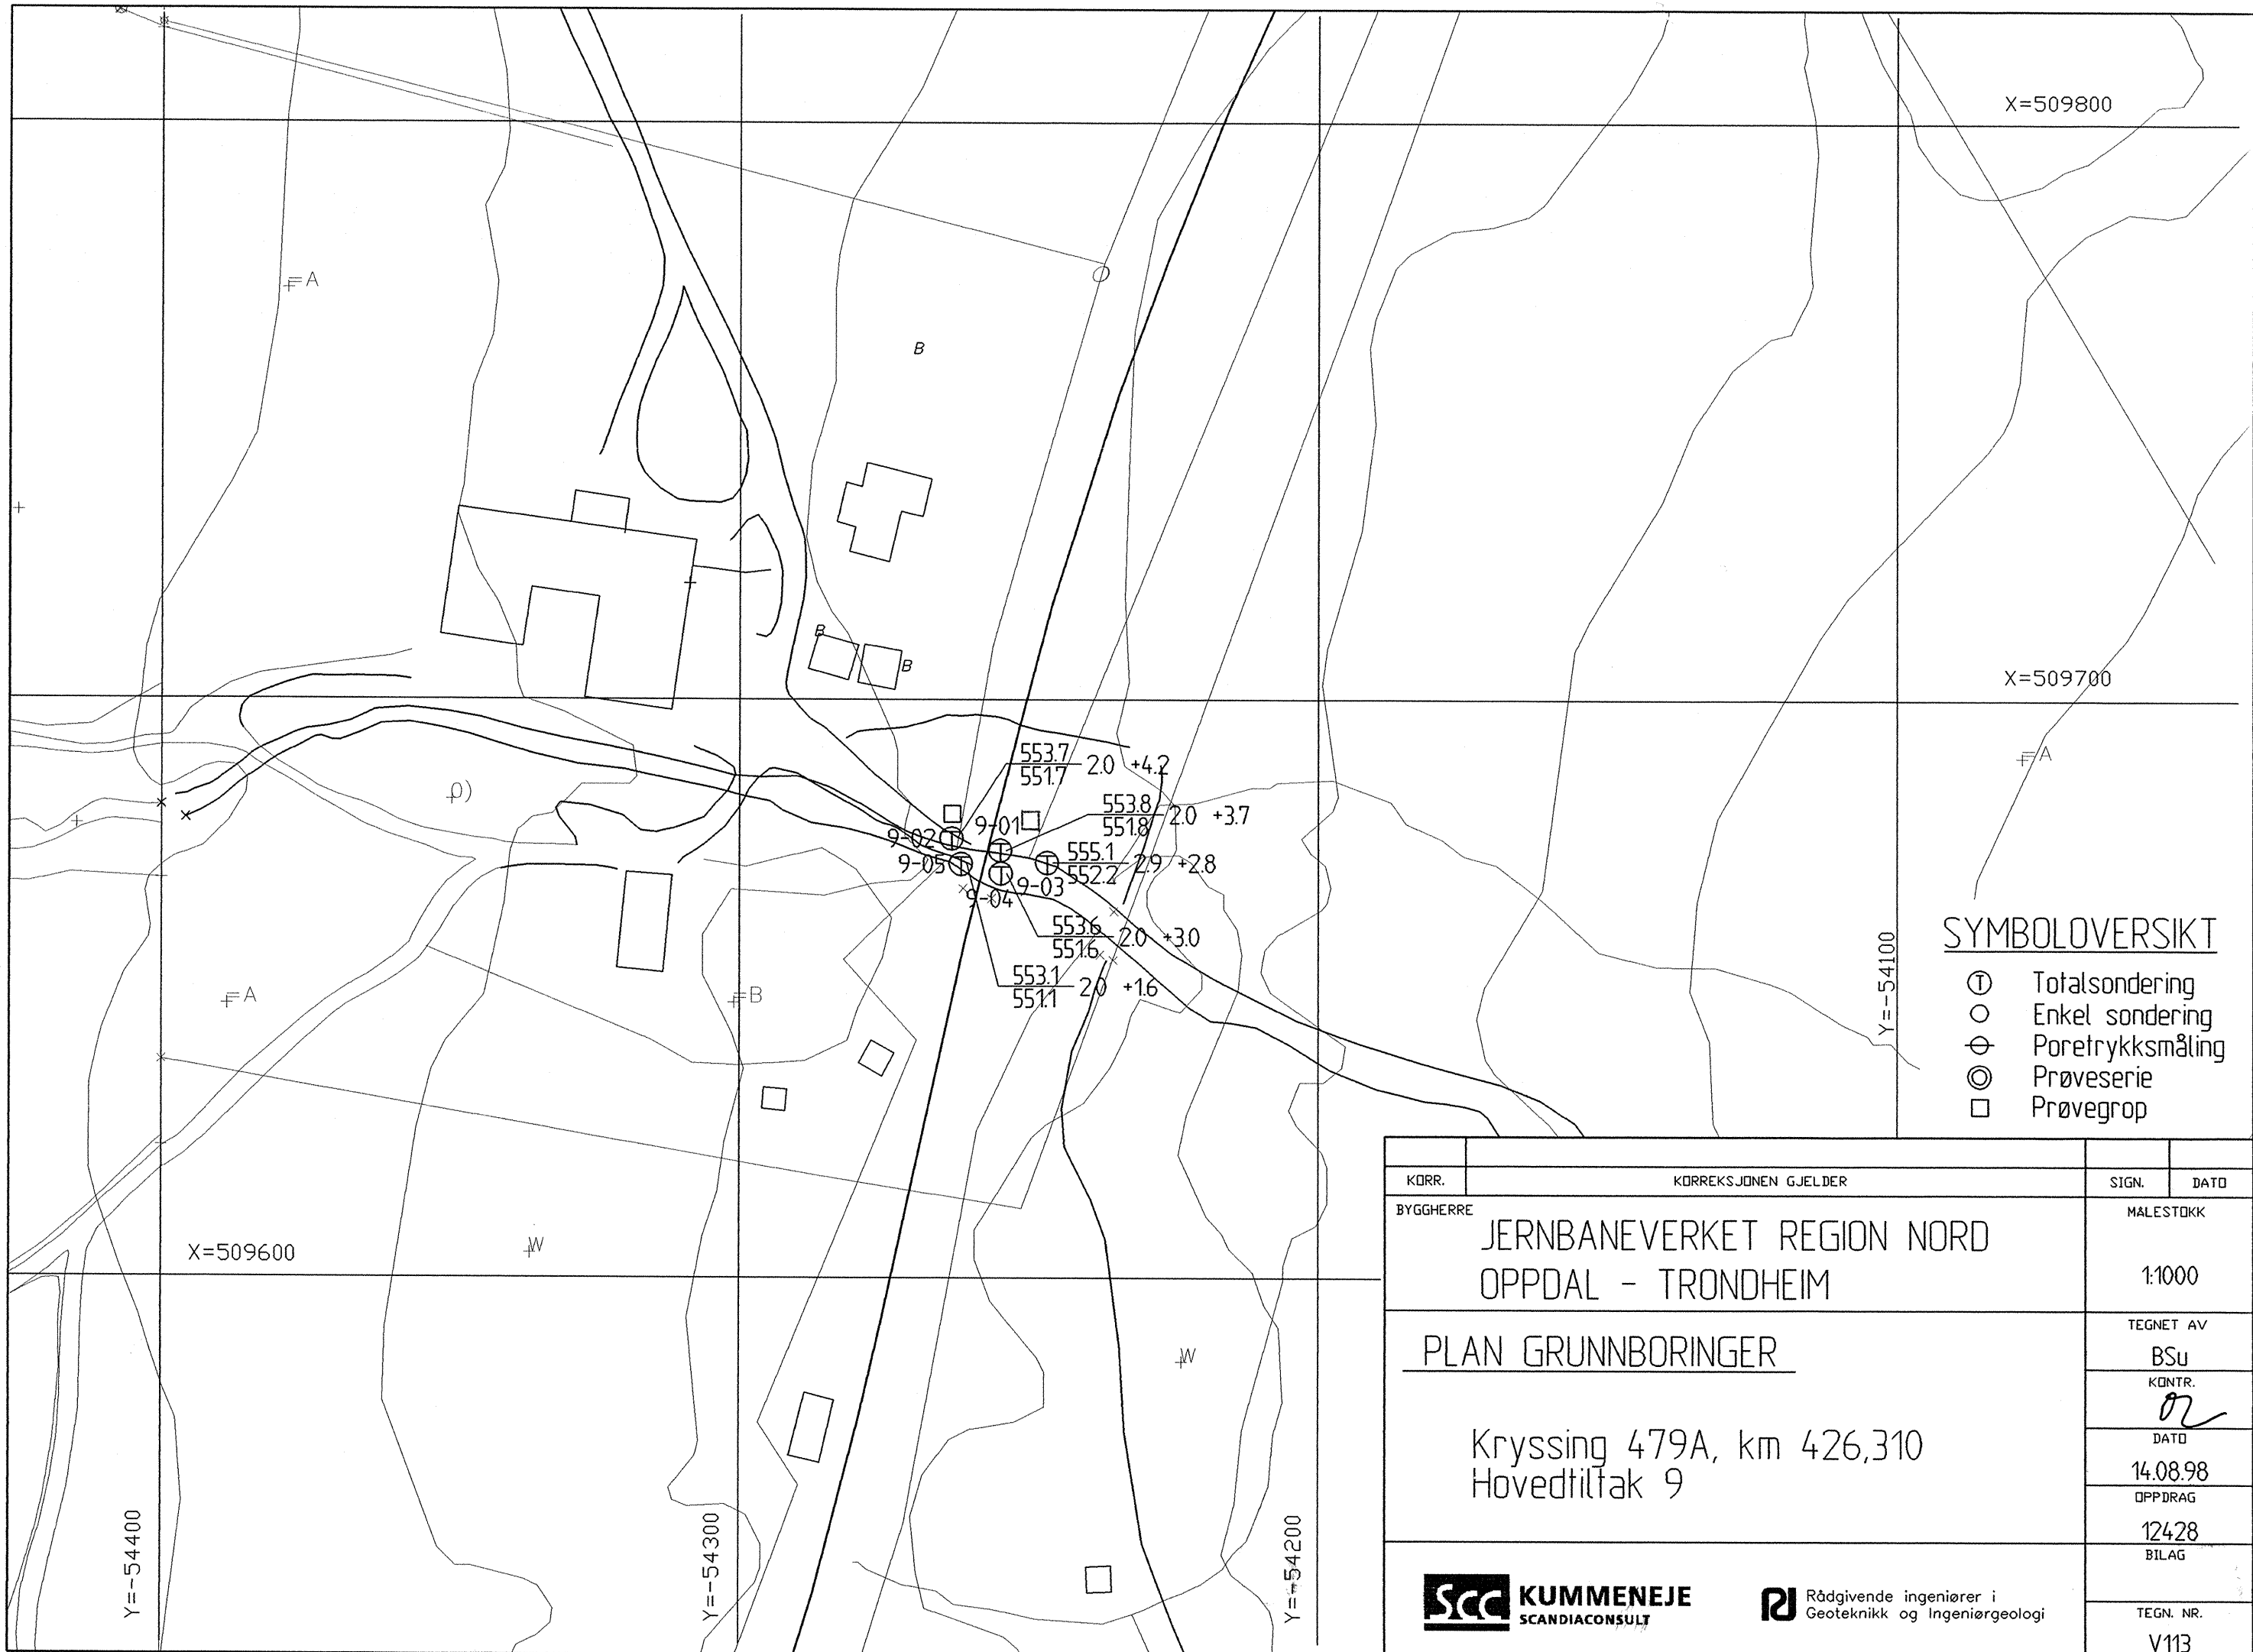 X=509800
A
B
B
B
X=509700
A
0)
553.7
551.7
2.0 +4.2
553.8
551.8
2.0 +3.7
9-01
9-02
9-05
555.1
552.2
2.9 +2.8
9-03
9-04
553.6
551.6
2.0 +3.0
553.1
551.1
2.0 +1.6
A
B
Y=-54100
SYMBOLOVERSIKT
T Totalsondering
Enkel sondering
Poretrykksmåling
Prøveserie
Prøvegrop
X=509600
W
W
Y=-54400
Y=-54300
Y=-54200
KORR.
KORREKSJONEN GJELDER
SIGN.
DATO
BYGGHERRE
JERNBANEVERKET REGION NORD
OPPDAL - TRONDHEIM
MALESTOKK
1:1000
PLAN GRUNNBORINGER
TEGNET AV
BSu
KONTR.
Kryssing 479A, km 426,310
Hovedtiltak 9
DATO
14.08.98
OPPDRAG
12428
BILAG
SCC KUMMENEJE
SCANDIACONSULT
Rådgivende ingeniører i
Geoteknikk og Ingeniørgeologi
TEGN. NR.
V113